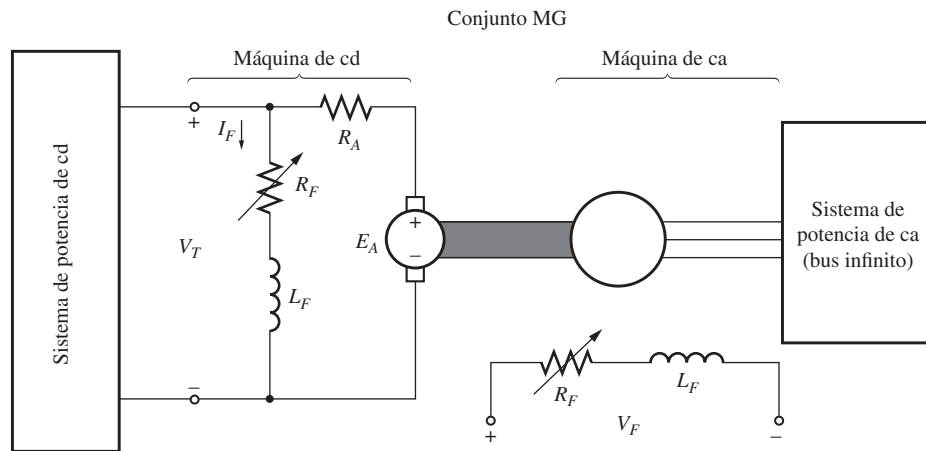 Conjunto MG
Máquina de cd
Máquina de ca
Sistema de potencia de cd
+
I_F
R_A
R_F
V_T
E_A
+
−
L_F
−
Sistema de
potencia de ca
(bus infinito)
R_F
L_F
+
V_F
−